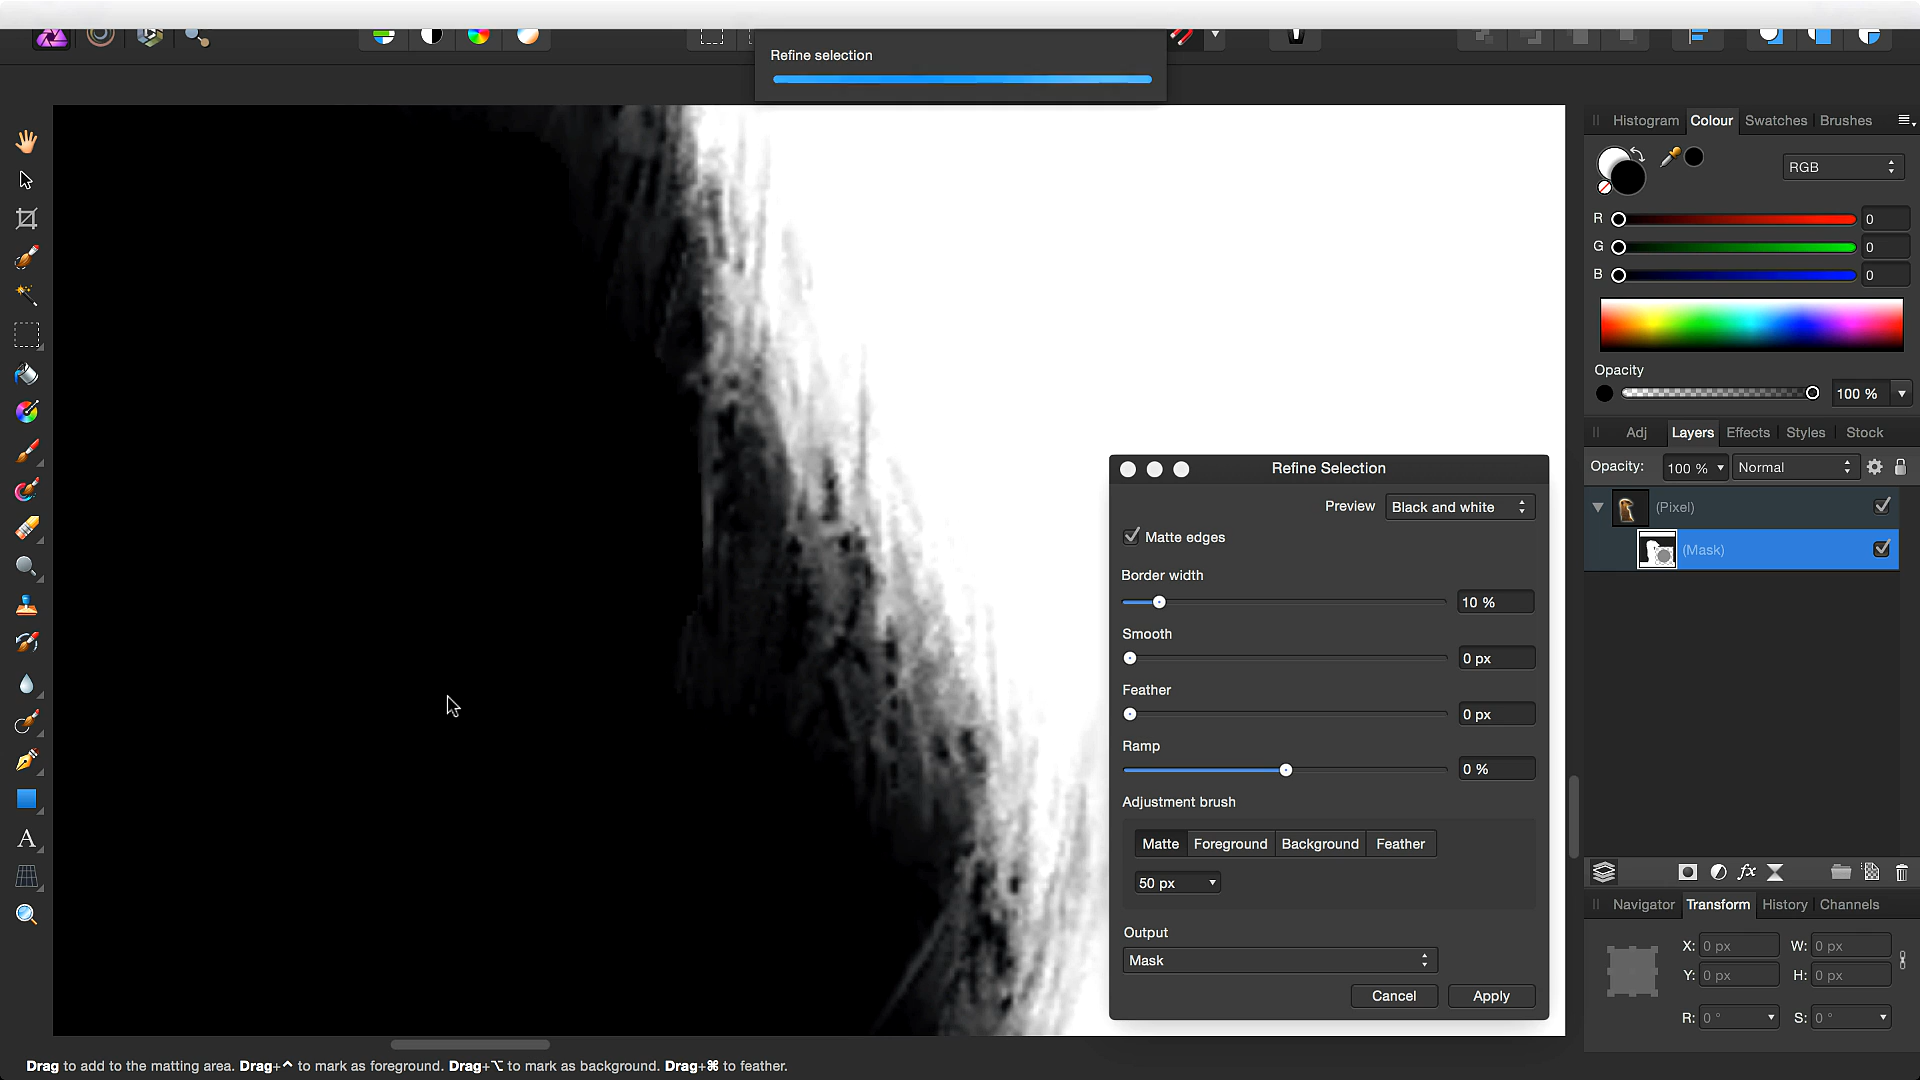 Refine selection
Histogram Colour Swatches Brushes
RGB
R 0
G 0
B 0
Opacity
100 %
Adj Layers Effects Styles Stock
Opacity: 100 % Normal
(Pixel)
(Mask)
Refine Selection
Preview Black and white
Matte edges
Border width
10 %
Smooth
0 px
Feather
0 px
Ramp
0 %
Adjustment brush
Matte Foreground Background Feather
50 px
Output
Mask
Cancel Apply
fx
Navigator Transform History Channels
X: 0 px W: 0 px
Y: 0 px H: 0 px
R: 0 ° S: 0 °
Drag to add to the matting area. Drag+⌃ to mark as foreground. Drag+⌥ to mark as background. Drag+⌘ to feather.